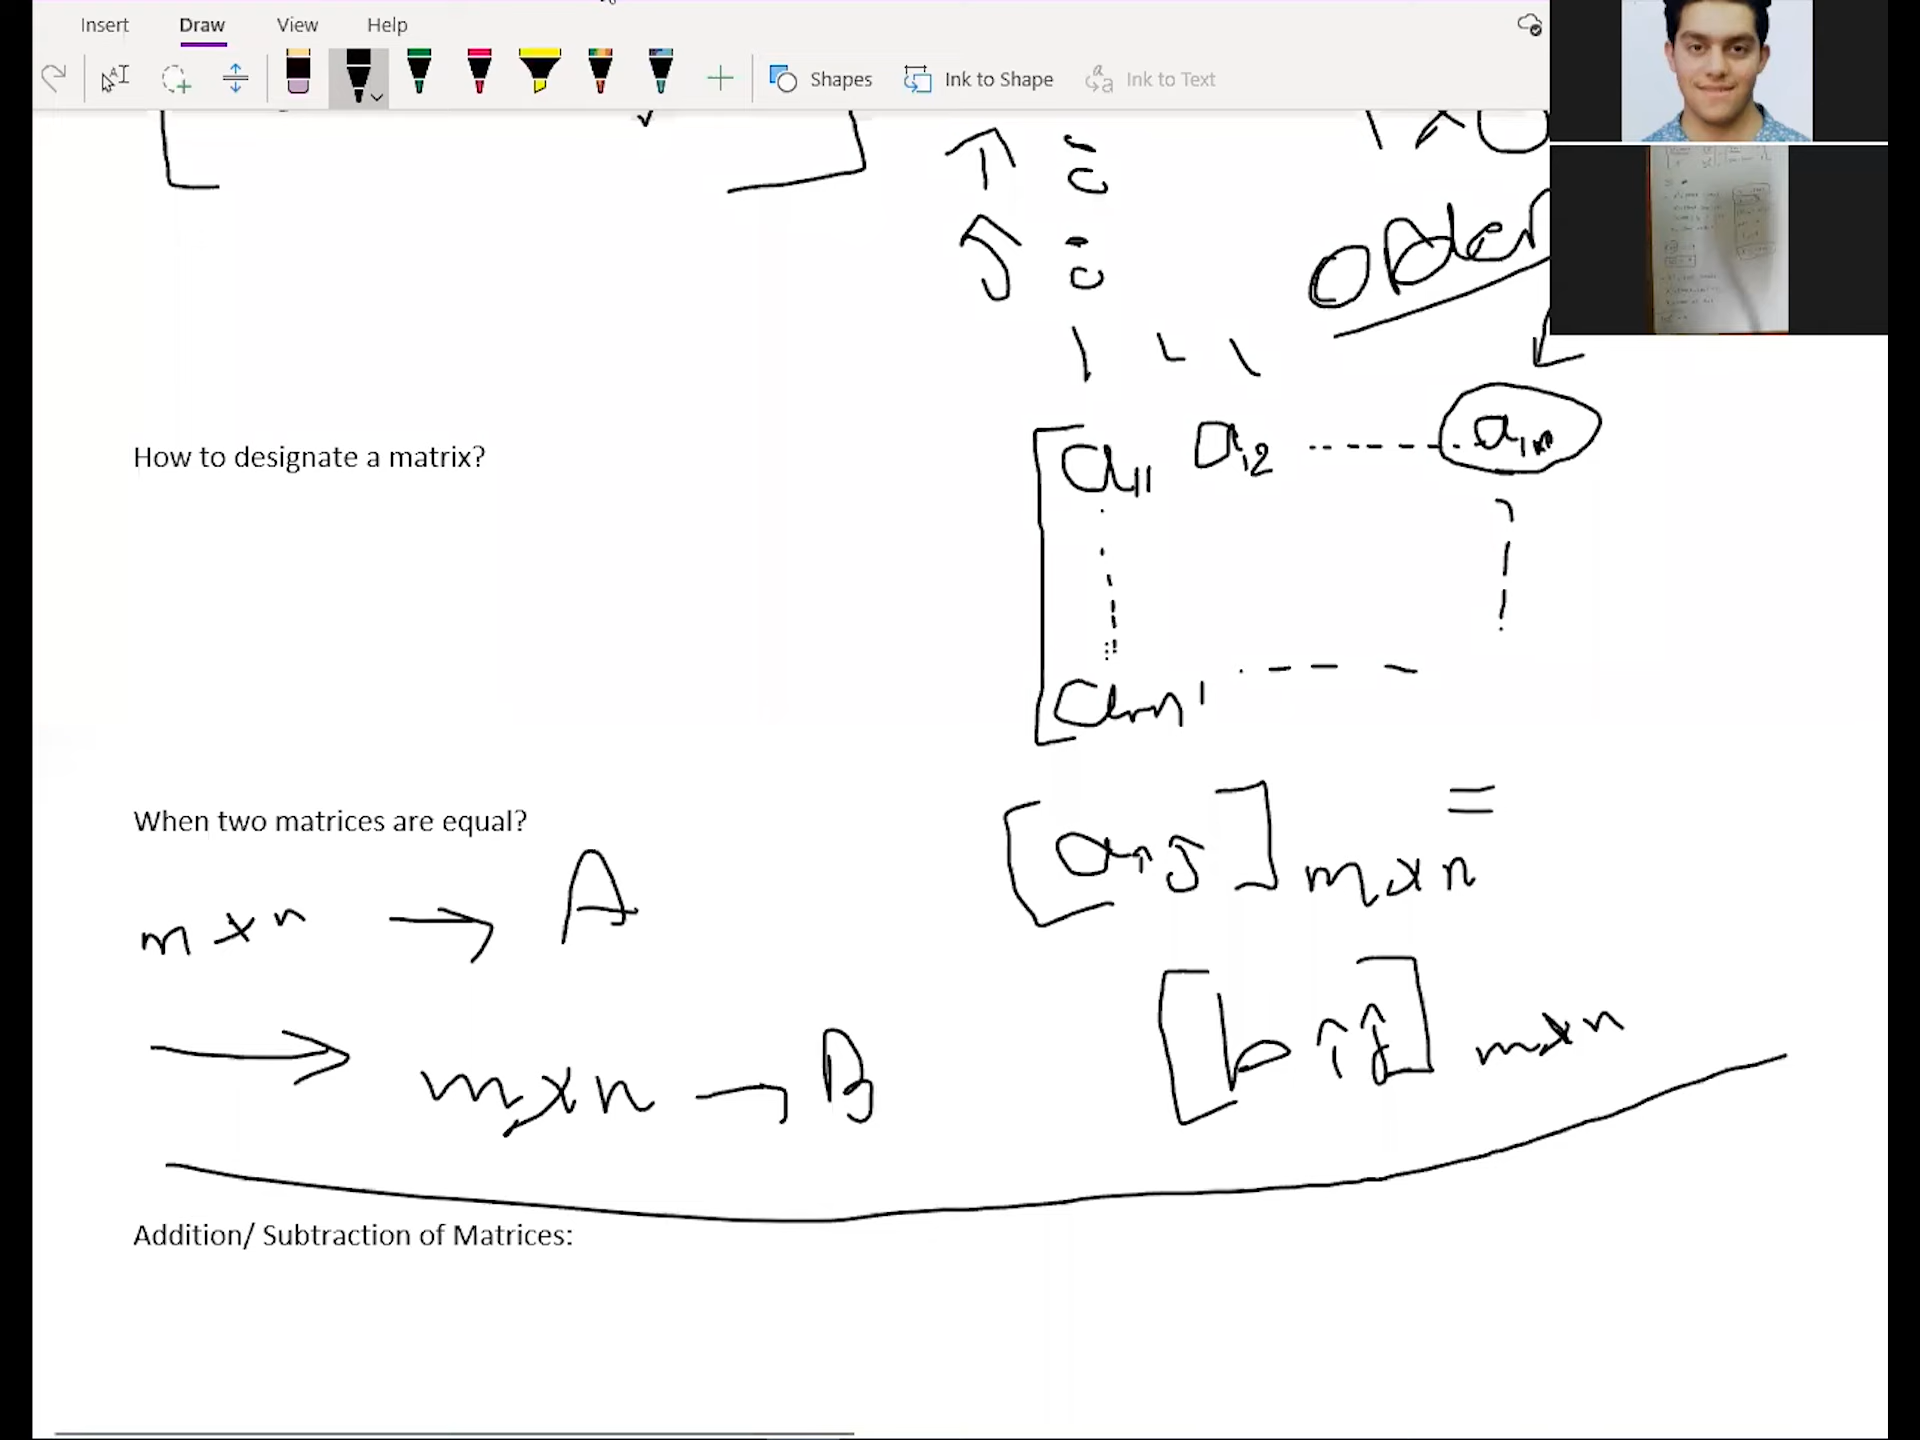 Insert Draw View Help
Shapes Ink to Shape Ink to Text
i
j
order
How to designate a matrix?
a11 a12 ------ a1n
am1 - - - -
When two matrices are equal?
[aij] m×n =
m×n → A
[bij] m×n
→ m×n → B
Addition/ Subtraction of Matrices: